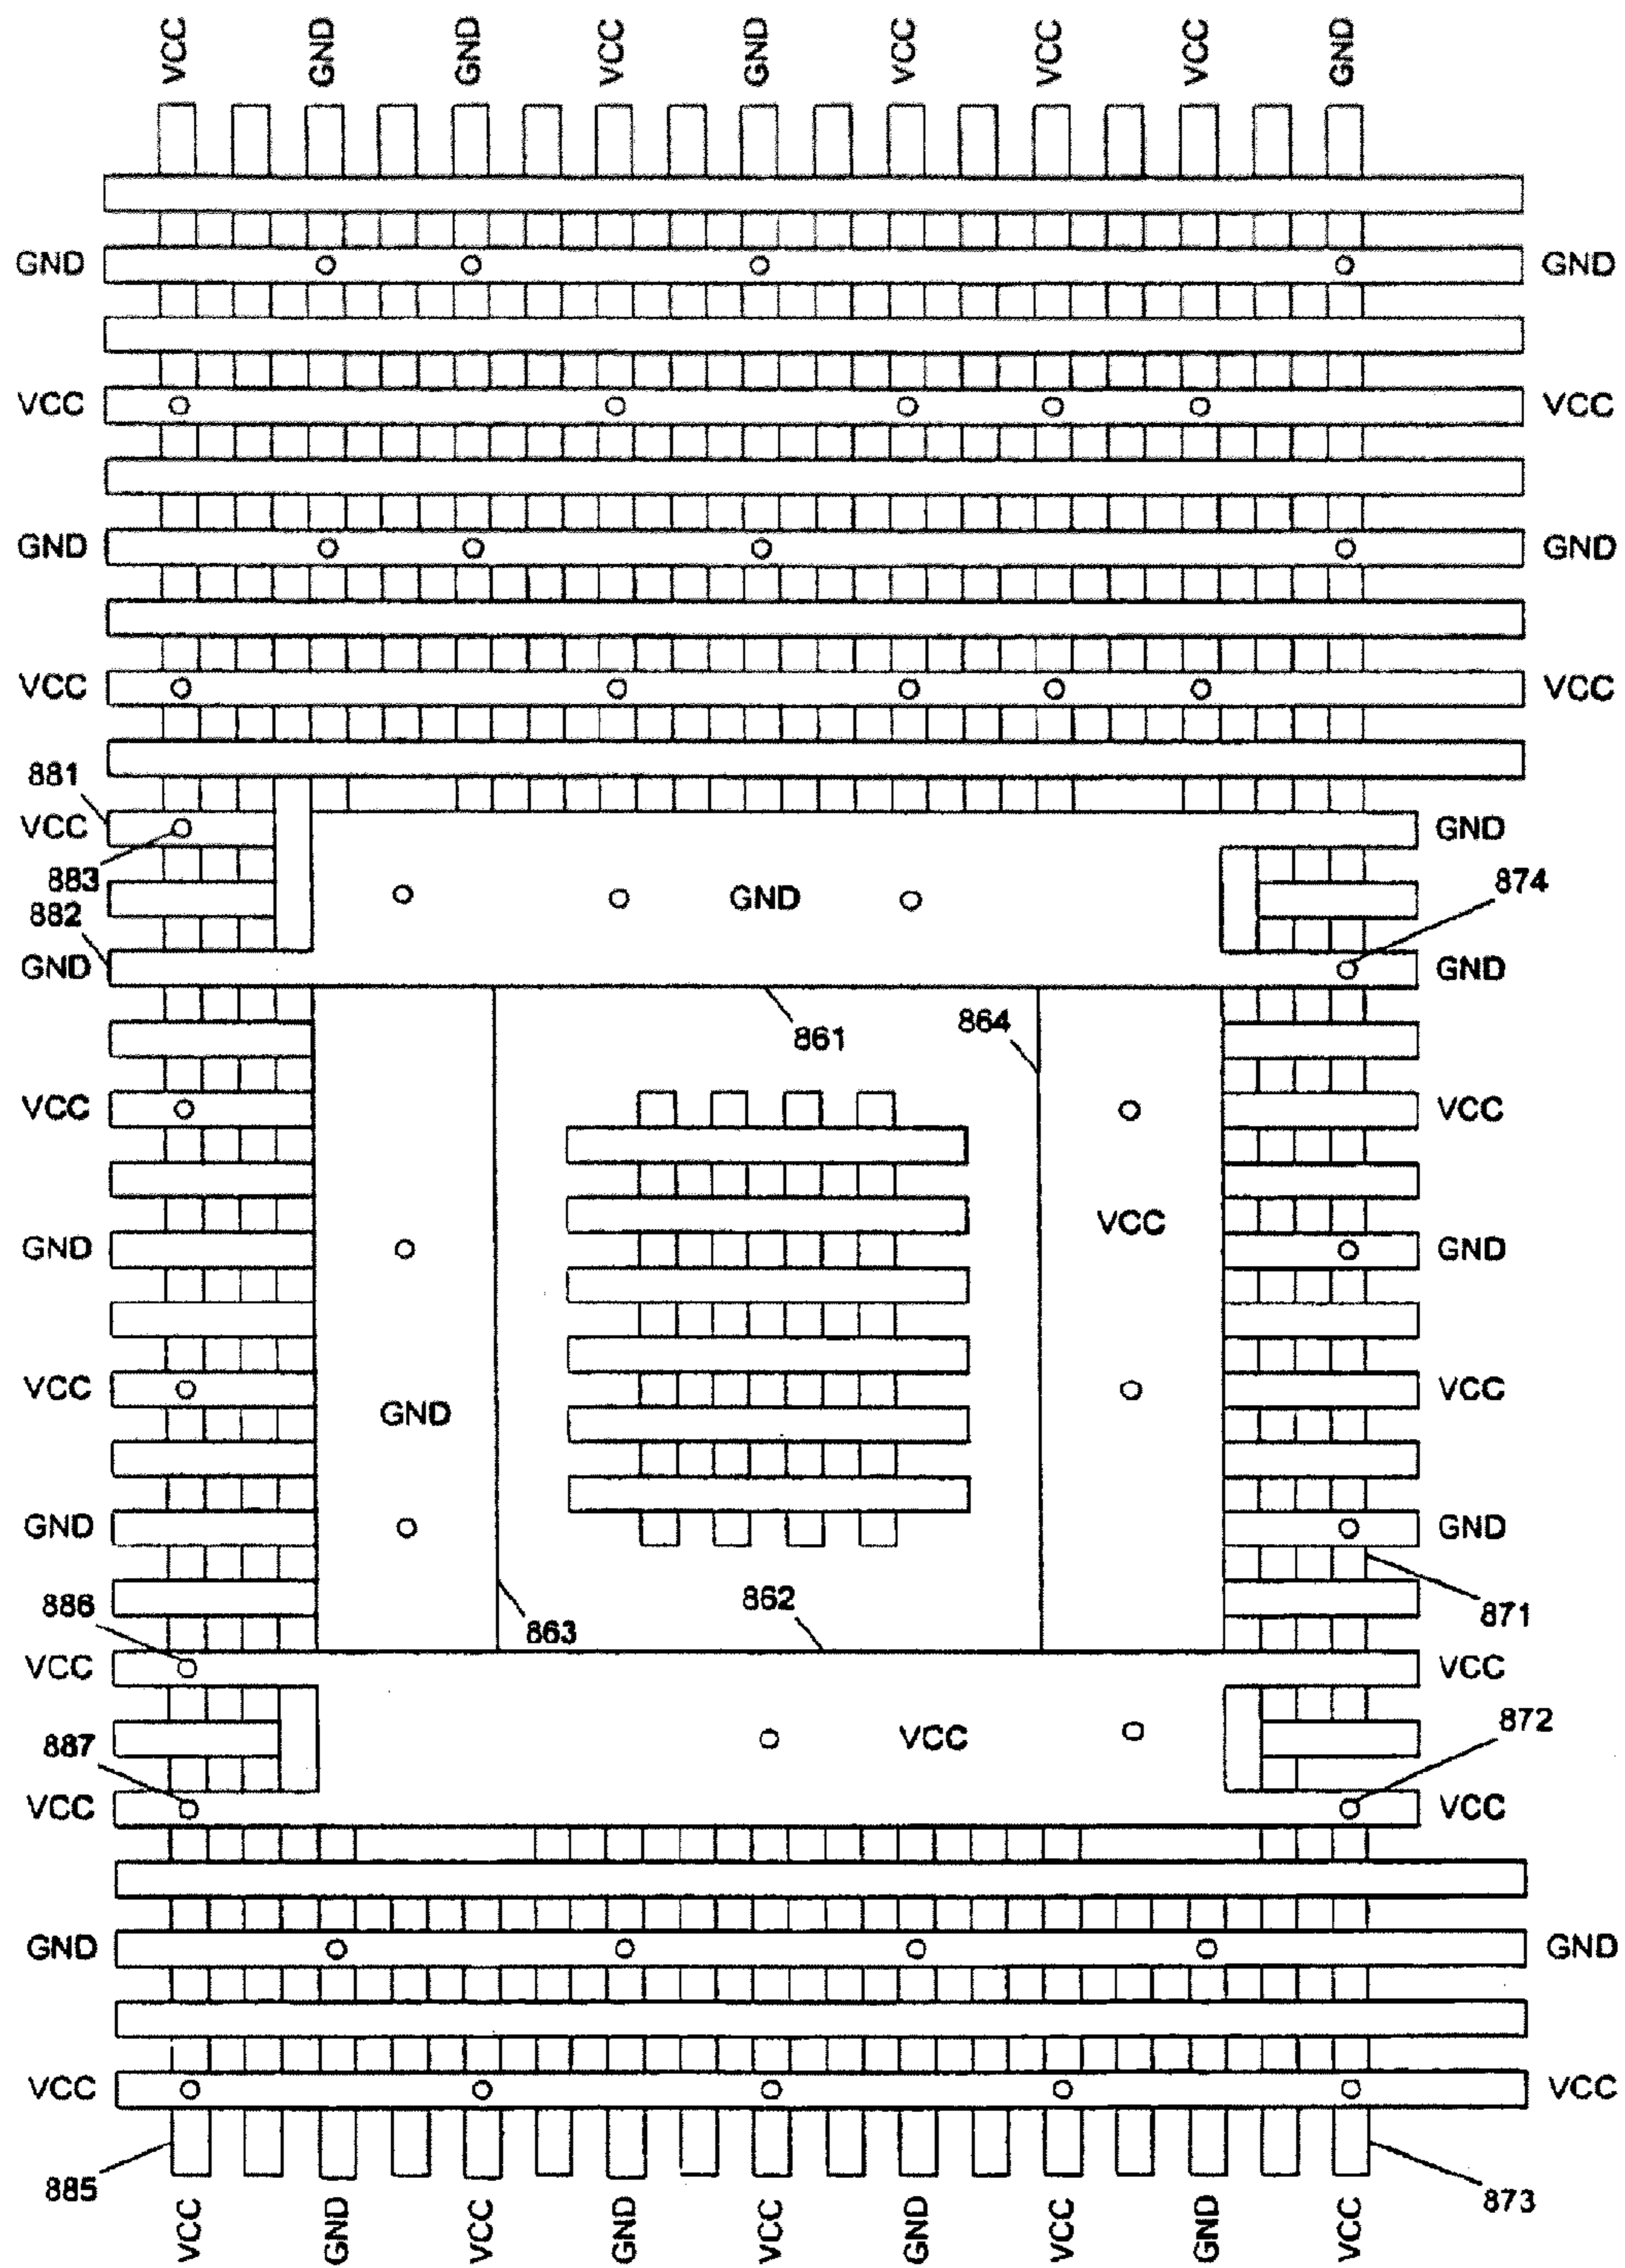 VCC GND GND VCC GND VCC VCC VCC GND
GND GND
VCC VCC
GND GND
VCC VCC
881
VCC GND
883
GND 874
882
GND GND
861
864
VCC VCC
VCC
GND GND
VCC VCC
GND
GND GND
862
886 871
863
VCC VCC
872
VCC
887
VCC VCC
GND GND
VCC VCC
885 873
VCC GND VCC GND VCC GND VCC GND VCC